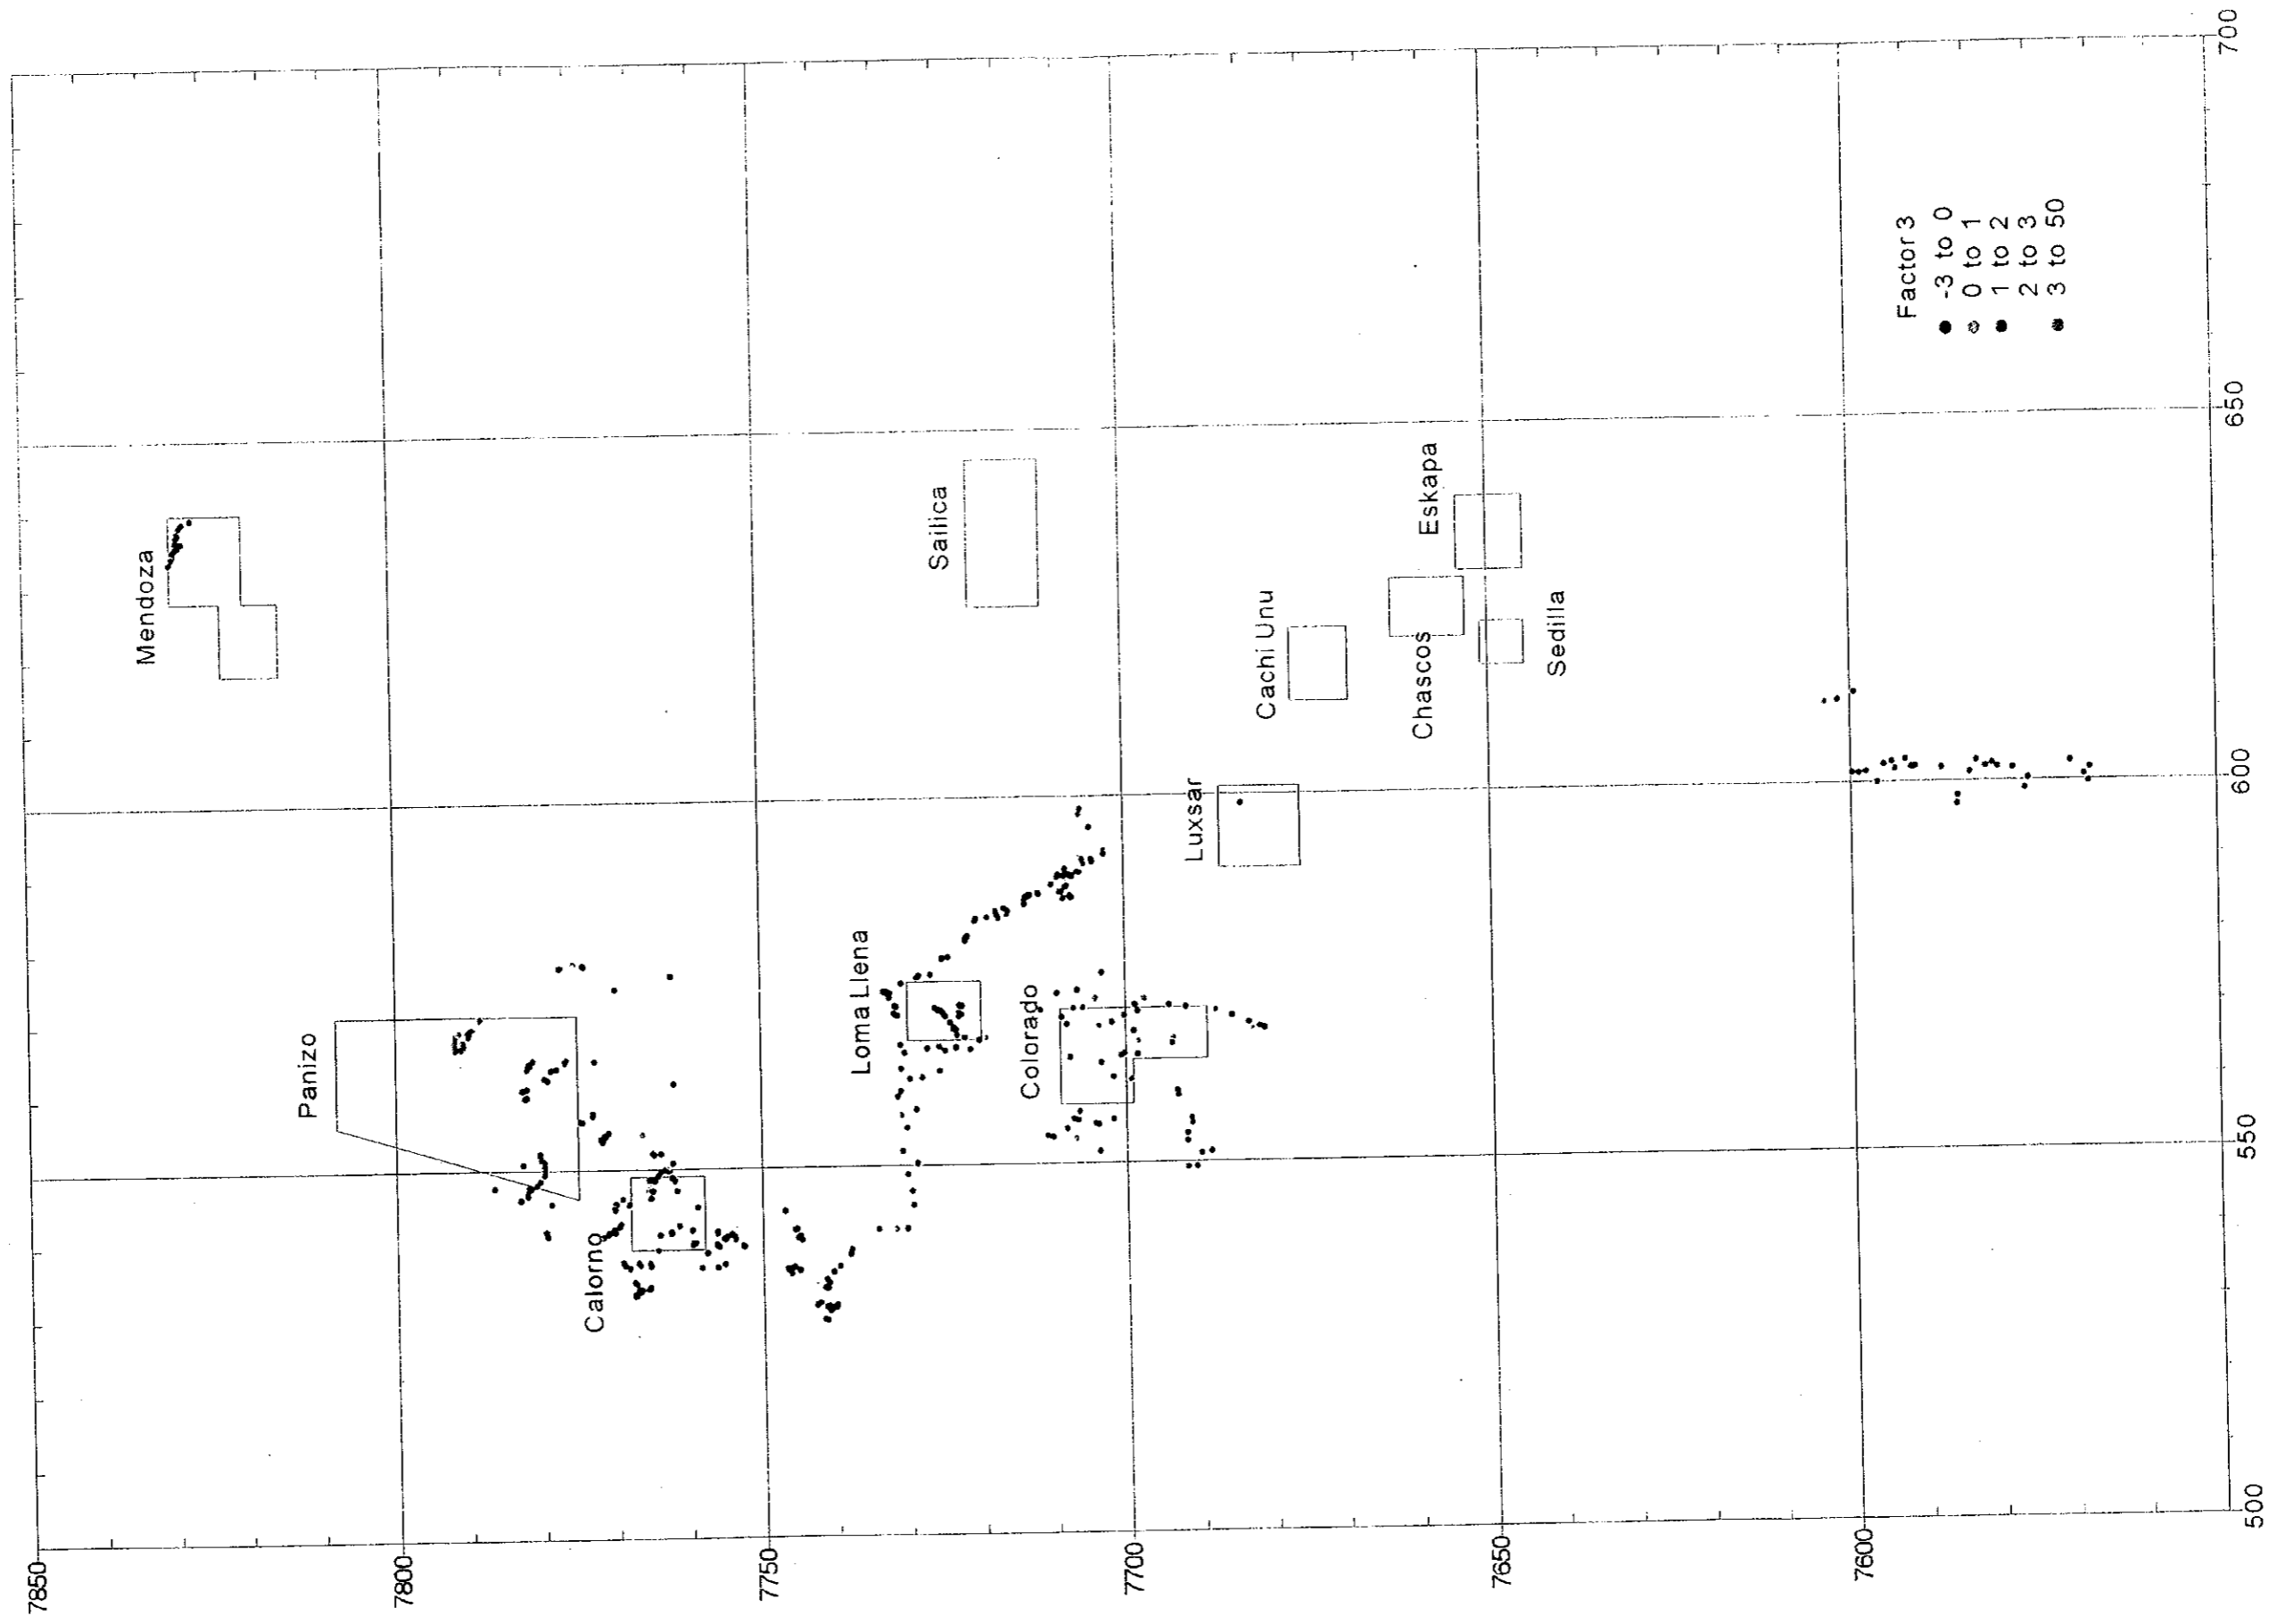 Mendoza
Panizo
Calorno
Loma Llena
Sailica
Colorado
Luxsar
Cachi Unu
Chascos
Eskapa
Sedilla
Factor 3
-3 to 0
0 to 1
1 to 2
2 to 3
3 to 50
7850
7800
7750
7700
7650
7600
500
550
600
650
700